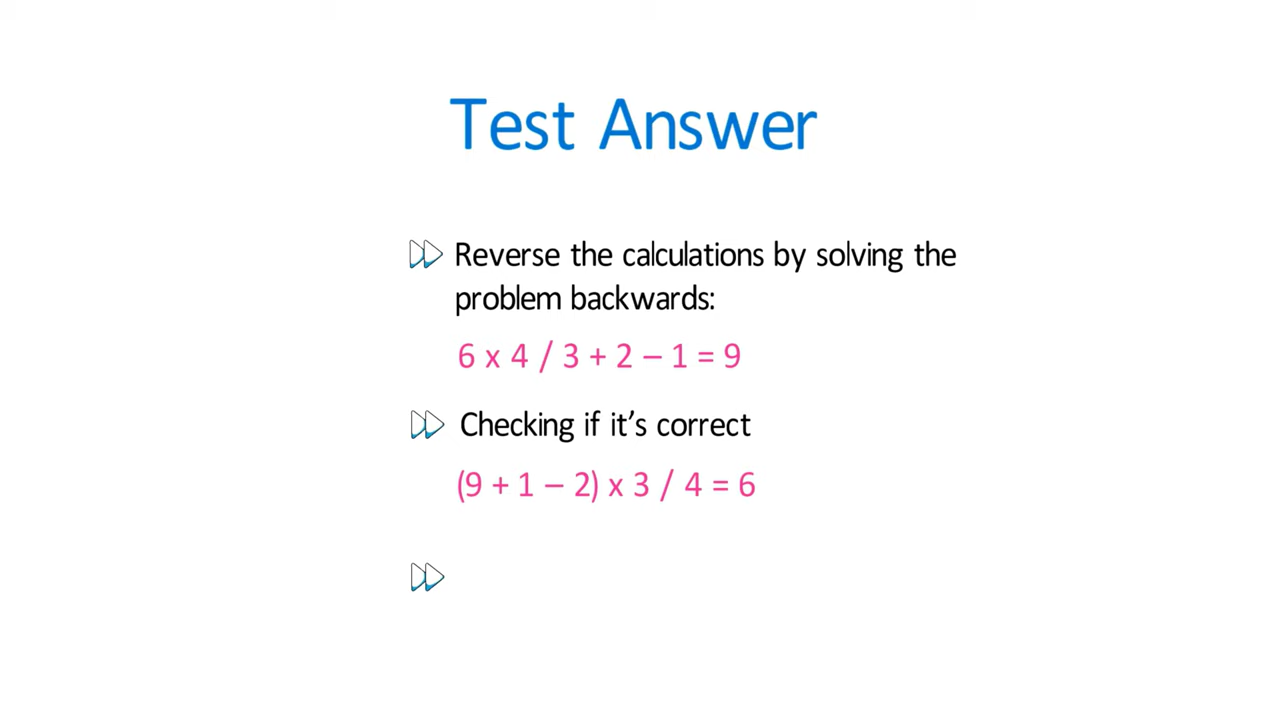 Test Answer
Reverse the calculations by solving the
problem backwards:
6 x 4 / 3 + 2 – 1 = 9
Checking if it’s correct
(9 + 1 – 2) x 3 / 4 = 6